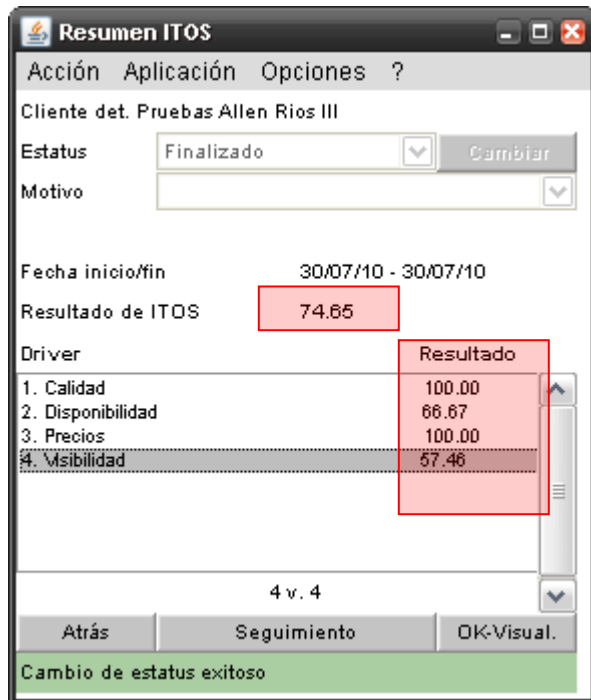 Resumen ITOS
Acción Aplicación Opciones ?
Cliente det. Pruebas Allen Rios III
Estatus Finalizado Cambiar
Motivo
Fecha inicio/fin 30/07/10 - 30/07/10
Resultado de ITOS 74.65
Driver Resultado
1. Calidad 100.00
2. Disponibilidad 66.67
3. Precios 100.00
4. Visibilidad 57.46
4 v. 4
Atrás Seguimiento OK-Visual.
Cambio de estatus exitoso